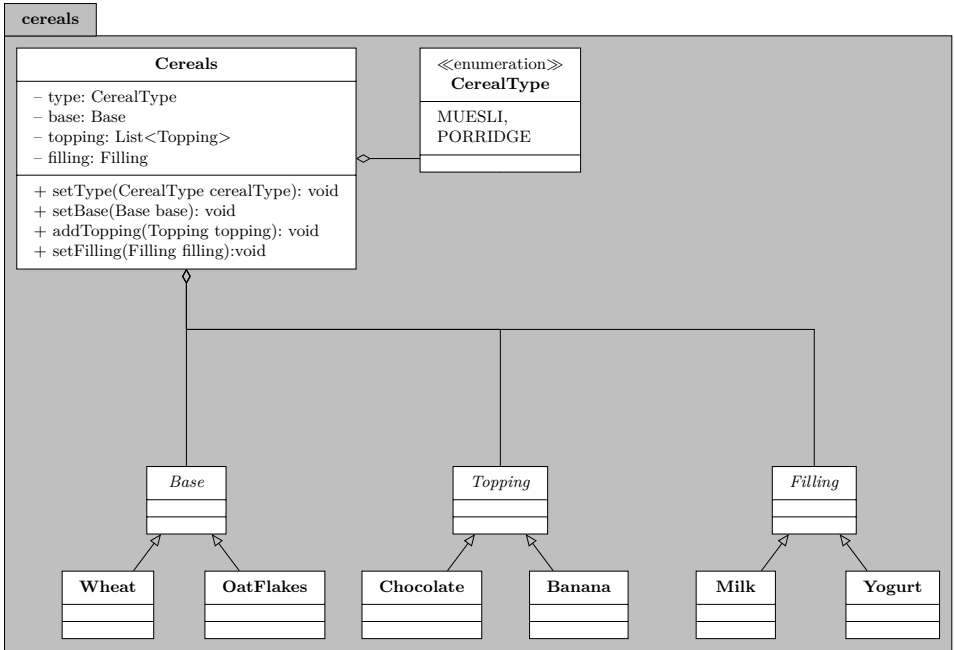 cereals
Cereals
– type: CerealType
– base: Base
– topping: List<Topping>
– filling: Filling
+ setType(CerealType cerealType): void
+ setBase(Base base): void
+ addTopping(Topping topping): void
+ setFilling(Filling filling):void
≪enumeration≫
CerealType
MUESLI,
PORRIDGE
Base
Topping
Filling
Wheat
OatFlakes
Chocolate
Banana
Milk
Yogurt